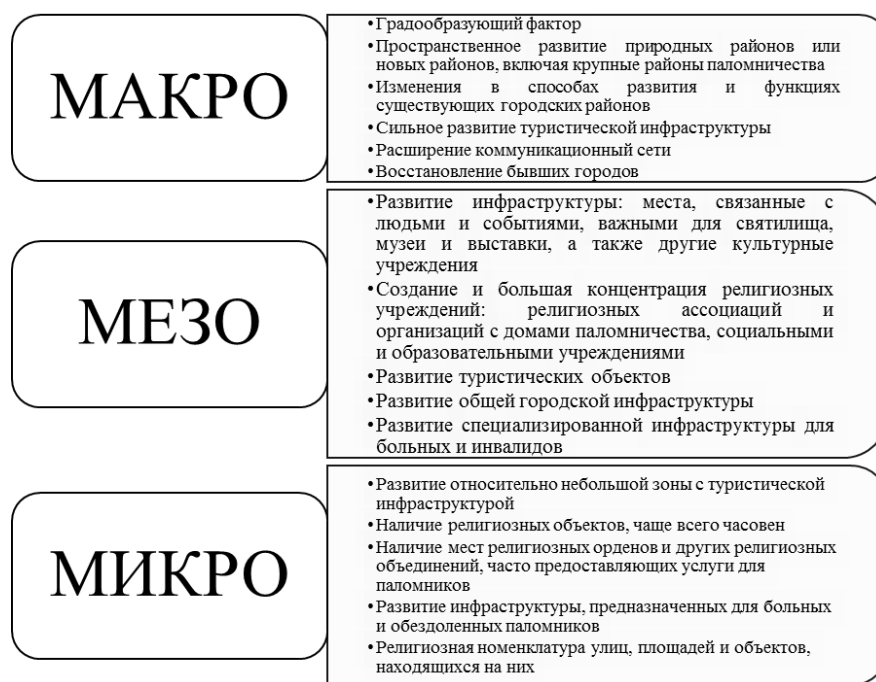 МАКРО
•Градообразующий фактор
•Пространственное развитие природных районов или
новых районов, включая крупные районы паломничества
•Изменения в способах развития и функциях
существующих городских районов
•Сильное развитие туристической инфраструктуры
•Расширение коммуникационный сети
•Восстановление бывших городов
МЕЗО
•Развитие инфраструктуры: места, связанные с
людьми и событиями, важными для святилища,
музеи и выставки, а также другие культурные
учреждения
•Создание и большая концентрация религиозных
учреждений: религиозных ассоциаций и
организаций с домами паломничества, социальными
и образовательными учреждениями
•Развитие туристических объектов
•Развитие общей городской инфраструктуры
•Развитие специализированной инфраструктуры для
больных и инвалидов
МИКРО
•Развитие относительно небольшой зоны с туристической
инфраструктурой
•Наличие религиозных объектов, чаще всего часовен
•Наличие мест религиозных орденов и других религиозных
объединений, часто предоставляющих услуги для
паломников
•Развитие инфраструктуры, предназначенных для больных
и обездоленных паломников
•Религиозная номенклатура улиц, площадей и объектов,
находящихся на них